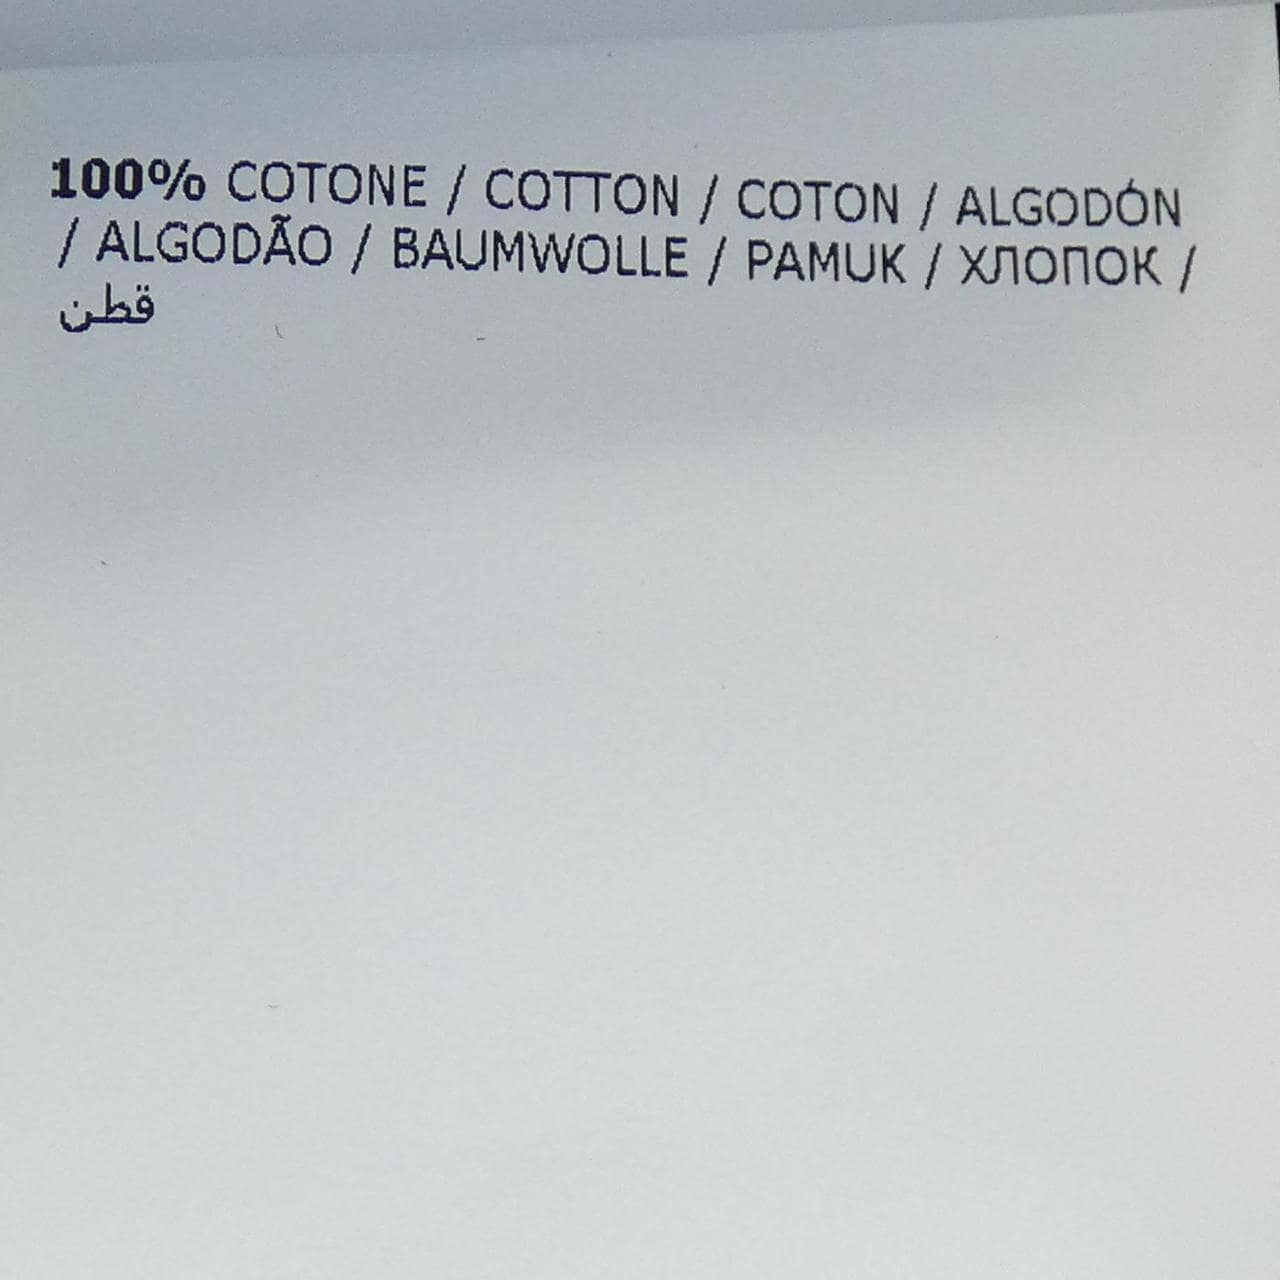 100% COTONE / COTTON / COTON / ALGODÓN
/ ALGODÃO / BAUMWOLLE / PAMUK / ХЛОПОК /
قطن